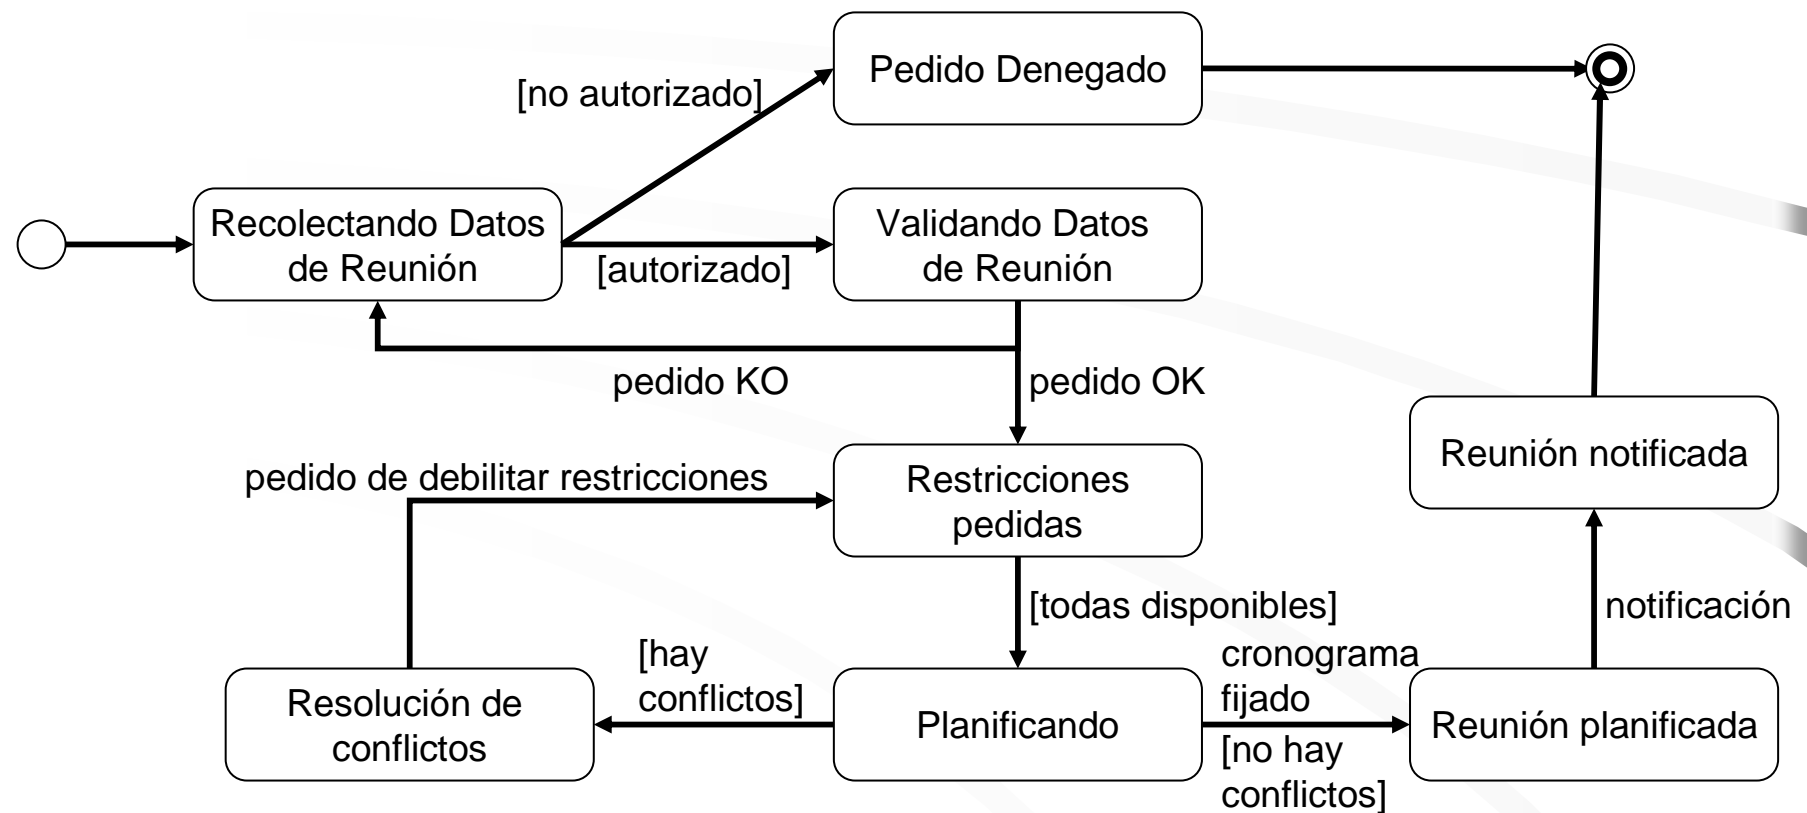 Pedido Denegado
[no autorizado]
Recolectando Datos
de Reunión
[autorizado]
Validando Datos
de Reunión
pedido KO
pedido OK
pedido de debilitar restricciones
Restricciones
pedidas
Reunión notificada
[todas disponibles]
notificación
[hay
conflictos]
cronograma
fijado
Resolución de
conflictos
Planificando
[no hay
conflictos]
Reunión planificada